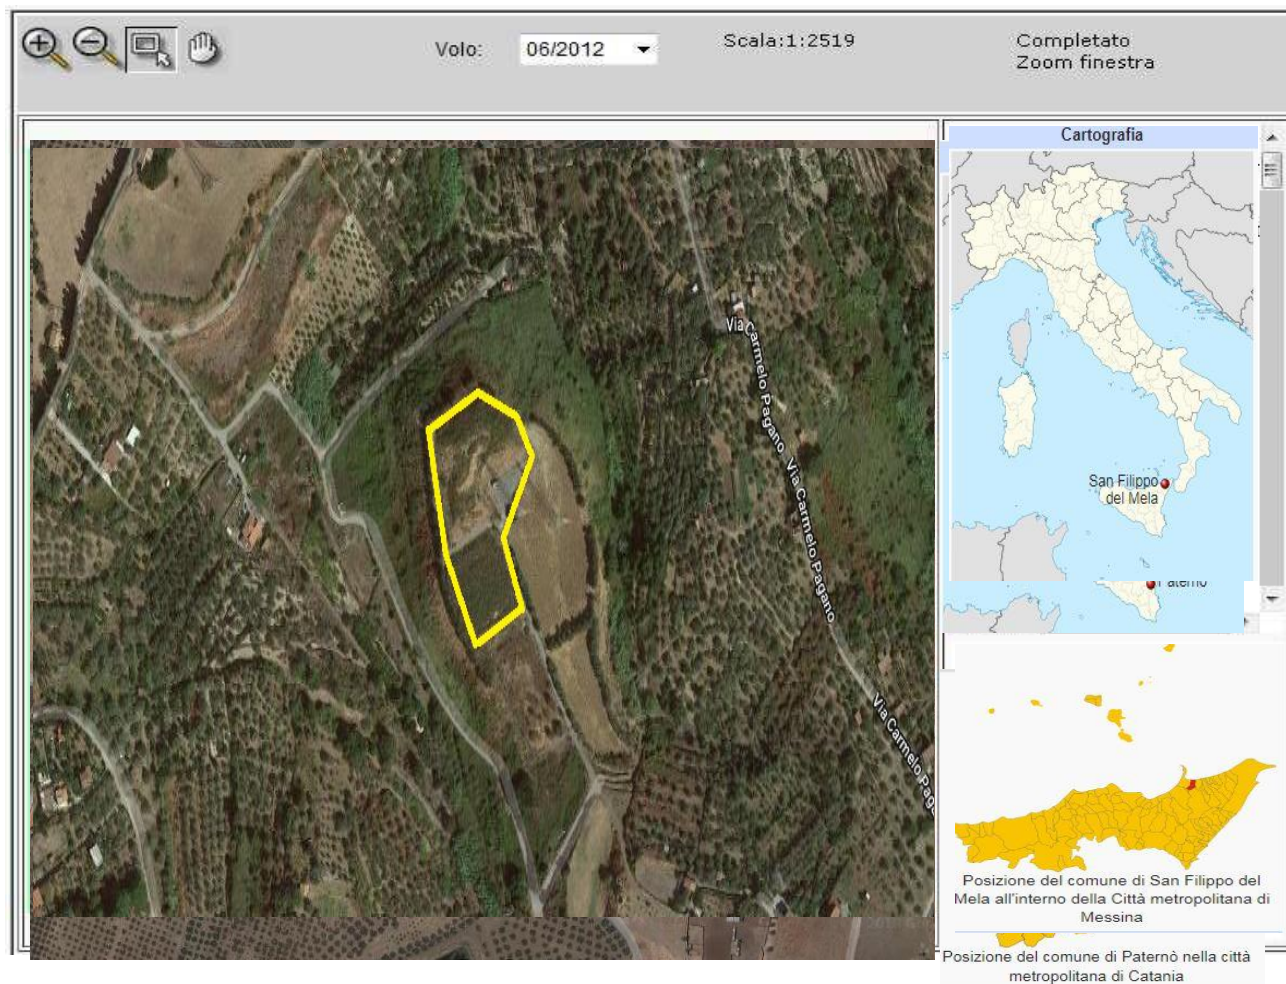 Volo:
06/2012
Scala:1:2519
Completato
Zoom finestra
Cartografia
San Filippo
del Mela
Via Carmelo Pagano
Via Carmelo Pagano
Via Carmelo
Posizione del comune di San Filippo del
Mela all'interno della Città metropolitana di
Messina
Posizione del comune di Paternò nella città
metropolitana di Catania